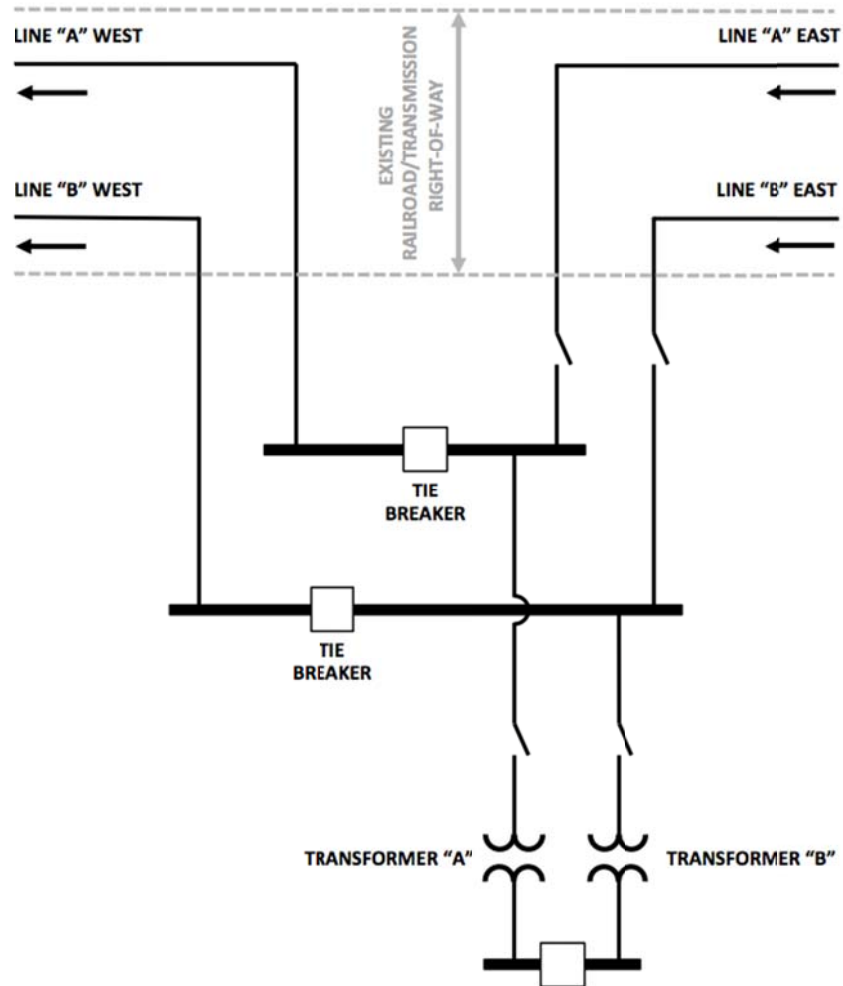 LINE "A" WEST
LINE "A" EAST
EXISTING
RAILROAD/TRANSMISSION
RIGHT-OF-WAY
LINE "B" WEST
LINE "B" EAST
TIE
BREAKER
TIE
BREAKER
TRANSFORMER "A"
TRANSFORMER "B"